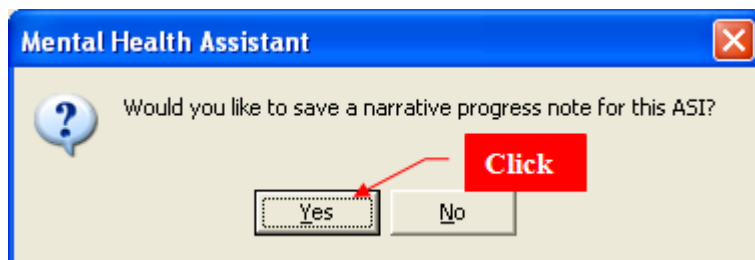 Mental Health Assistant
Would you like to save a narrative progress note for this ASI?
Click
Yes
No